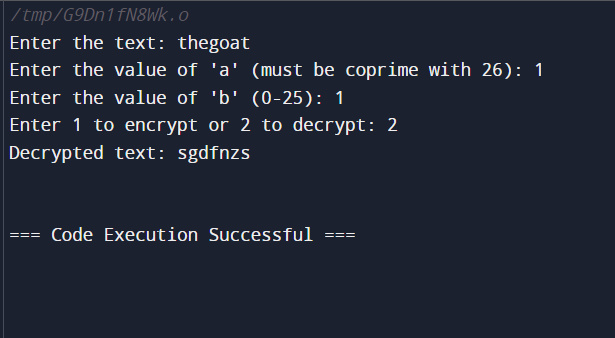 /tmp/G9Dn1fN8Wk.o
Enter the text: thegoat
Enter the value of 'a' (must be coprime with 26): 1
Enter the value of 'b' (0-25): 1
Enter 1 to encrypt or 2 to decrypt: 2
Decrypted text: sgdfnzs
=== Code Execution Successful ===